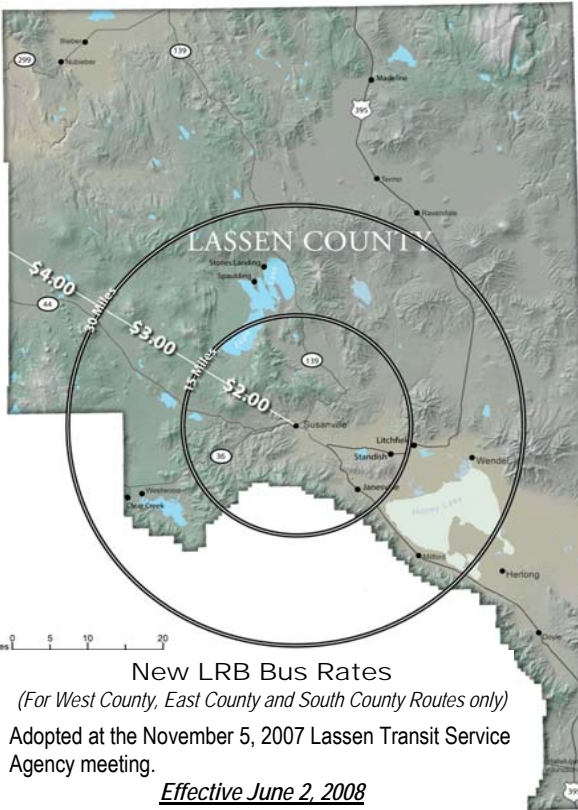 Bieber
Nubieber
299
139
Madeline
395
Termo
Ravendale
LASSEN COUNTY
Stones Landing
Spaulding
$4.00
44
30 Miles
$3.00
15 Miles
$2.00
139
Susanville
Litchfield
Standish
36
Wendel
Janesville
Westwood
Clear Creek
Honey Lake
Milford
Herlong
Doyle
0 5 10 20
New LRB Bus Rates
(For West County, East County and South County Routes only)
Adopted at the November 5, 2007 Lassen Transit Service
Agency meeting.
Effective June 2, 2008